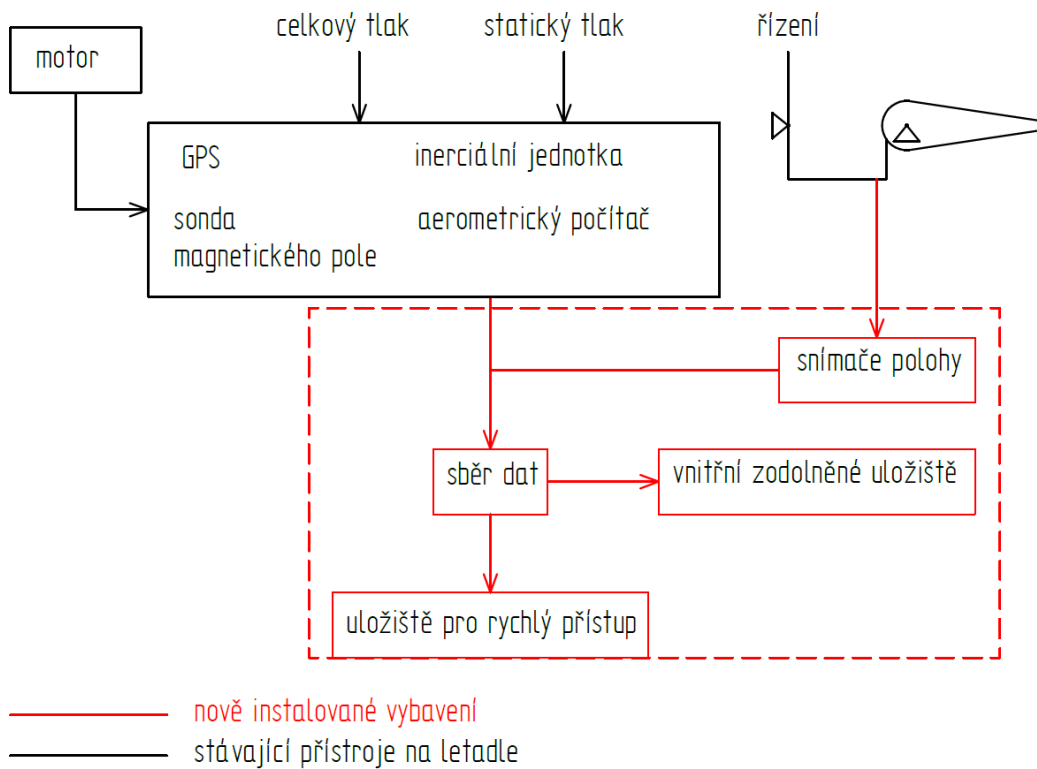 motor
celkový tlak
statický tlak
řízení
GPS
inerciální jednotka
sonda
magnetického pole
aerometrický počítač
snímače polohy
sběr dat
vnitřní zodolněné uložiště
uložiště pro rychlý přístup
nově instalované vybavení
stávající přístroje na letadle